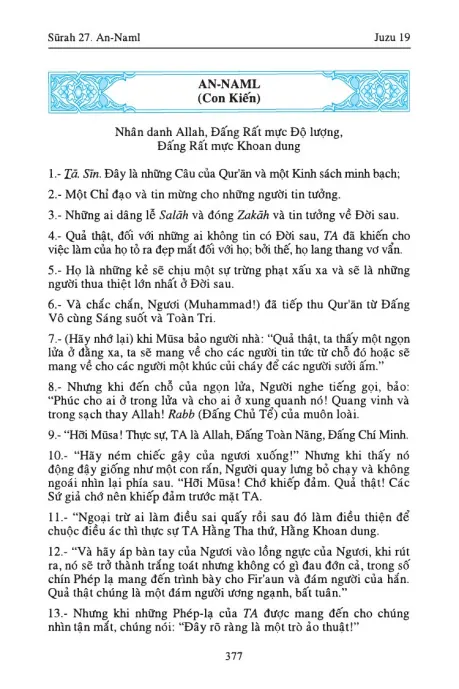 Sūrah 27. An-Naml
Juzu 19
AN-NAML
(Con Kiến)
Nhân danh Allah, Đấng Rất mực Độ lượng,
Đấng Rất mực Khoan dung
1.- Ṯā. Sīn. Đây là những Câu của Qur'ān và một Kinh sách minh bạch;
2.- Một Chỉ đạo và tin mừng cho những người tin tưởng.
3.- Những ai dâng lễ Salāh và đóng Zakāh và tin tưởng về Đời sau.
4.- Quả thật, đối với những ai không tin có Đời sau, TA đã khiến cho
việc làm của họ tỏ ra đẹp mắt đối với họ; bởi thế, họ lang thang vơ vẩn.
5.- Họ là những kẻ sẽ chịu một sự trừng phạt xấu xa và sẽ là những
người thua thiệt lớn nhất ở Đời sau.
6.- Và chắc chắn, Ngươi (Muhammad!) đã tiếp thu Qur'ān từ Đấng
Vô cùng Sáng suốt và Toàn Tri.
7.- (Hãy nhớ lại) khi Mūsa bảo người nhà: “Quả thật, ta thấy một ngọn
lửa ở đằng xa, ta sẽ mang về cho các người tin tức từ chỗ đó hoặc sẽ
mang về cho các người một khúc củi cháy để các người sưởi ấm.”
8.- Nhưng khi đến chỗ của ngọn lửa, Người nghe tiếng gọi, bảo:
“Phúc cho ai ở trong lửa và cho ai ở xung quanh nó! Quang vinh và
trong sạch thay Allah! Rabb (Đấng Chủ Tể) của muôn loài.
9.- “Hỡi Mūsa! Thực sự, TA là Allah, Đấng Toàn Năng, Đấng Chí Minh.
10.- “Hãy ném chiếc gậy của ngươi xuống!” Nhưng khi thấy nó
động đậy giống như một con rắn, Người quay lưng bỏ chạy và không
ngoái nhìn lại phía sau. “Hỡi Mūsa! Chớ khiếp đảm. Quả thật! Các
Sứ giả chớ nên khiếp đảm trước mặt TA.
11.- “Ngoại trừ ai làm điều sai quấy rồi sau đó làm điều thiện để
chuộc điều ác thì thực sự TA Hằng Tha thứ, Hằng Khoan dung.
12.- “Và hãy áp bàn tay của Ngươi vào lồng ngực của Ngươi, khi rút
ra, nó sẽ trở thành trắng toát nhưng không có gì đau đớn cả, trong số
chín Phép lạ mang đến trình bày cho Fir'aun và đám người của hắn.
Quả thật chúng là một đám người ương ngạnh, bất tuân.”
13.- Nhưng khi những Phép-lạ của TA được mang đến cho chúng
nhìn tận mắt, chúng nói: “Đây rõ ràng là một trò ảo thuật!”
377